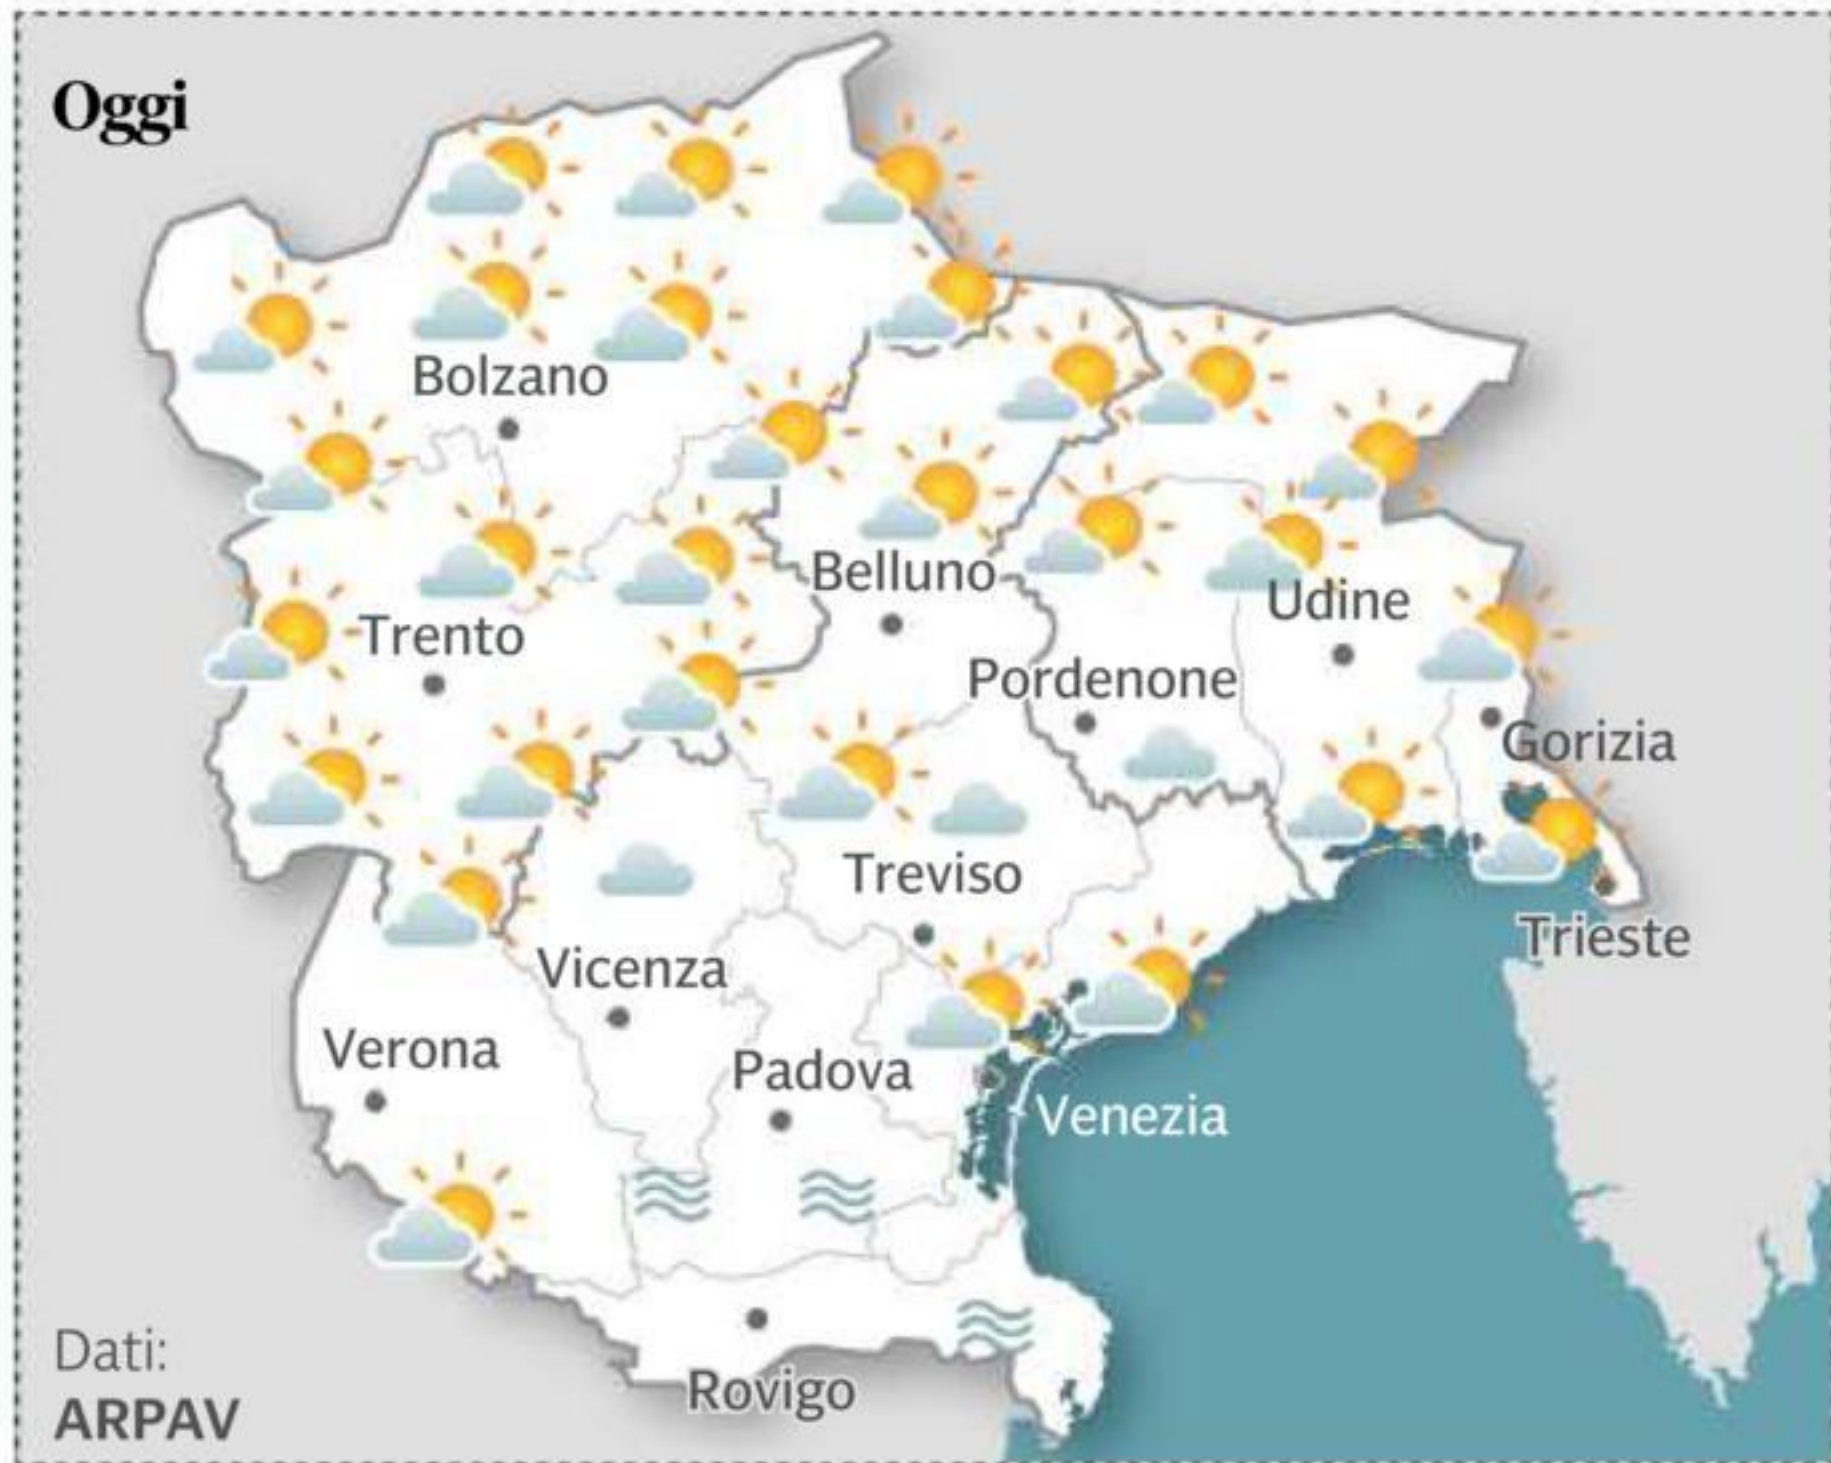 Oggi
Bolzano
Belluno
Udine
Trento
Pordenone
Gorizia
Treviso
Trieste
Vicenza
Verona
Padova
Venezia
Dati:
ARPAV
Rovigo